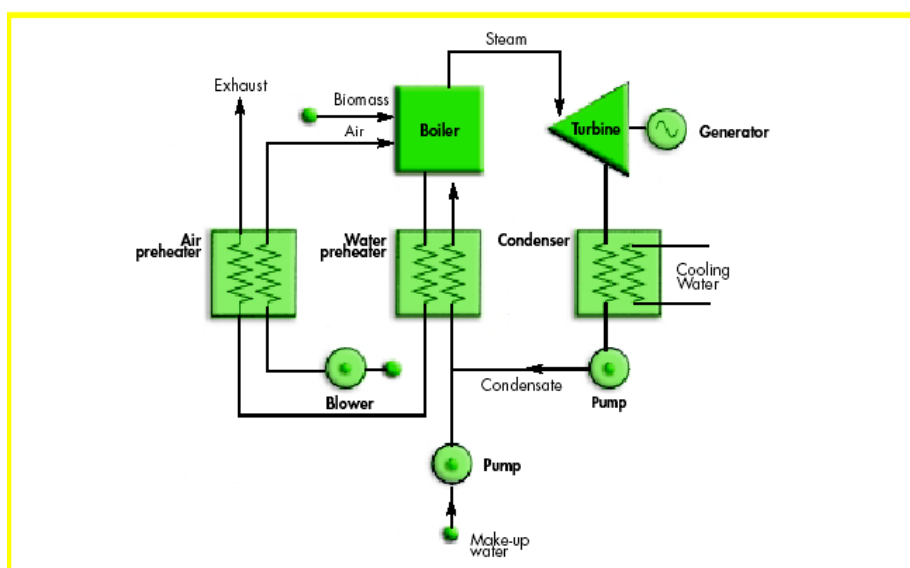 Steam
Exhaust
Biomass
Air
Boiler
Turbine
Generator
Air
preheater
Water
preheater
Condenser
Cooling
Water
Blower
Condensate
Pump
Pump
Make-up
water